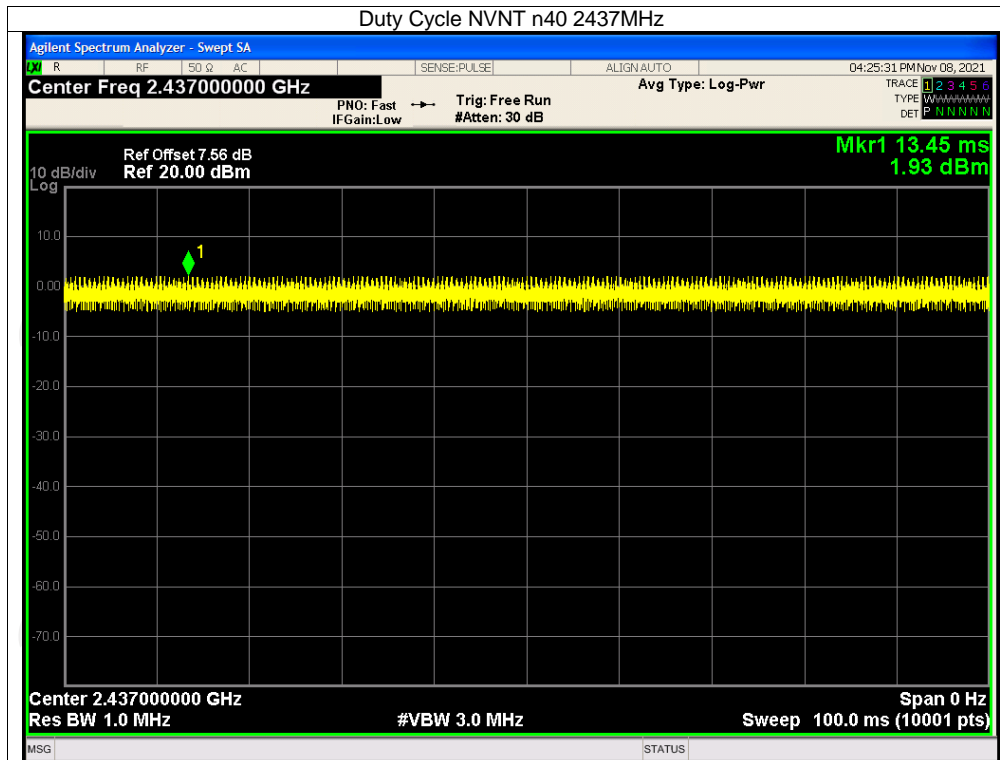 Duty Cycle NVNT n40 2437MHz
Agilent Spectrum Analyzer - Swept SA
LXI R RF 50 Ω AC SENSE:PULSE ALIGN AUTO 04:25:31 PM Nov 08, 2021
Center Freq 2.437000000 GHz Avg Type: Log-Pwr TRACE 1 2 3 4 5 6
PNO: Fast Trig: Free Run TYPE W
IFGain:Low #Atten: 30 dB DET P N N N N N
Mkr1 13.45 ms
Ref Offset 7.56 dB
10 dB/div Ref 20.00 dBm 1.93 dBm
Log
10.0
1
0.00
-10.0
-20.0
-30.0
-40.0
-50.0
-60.0
-70.0
Center 2.437000000 GHz Span 0 Hz
Res BW 1.0 MHz #VBW 3.0 MHz Sweep 100.0 ms (10001 pts)
MSG STATUS